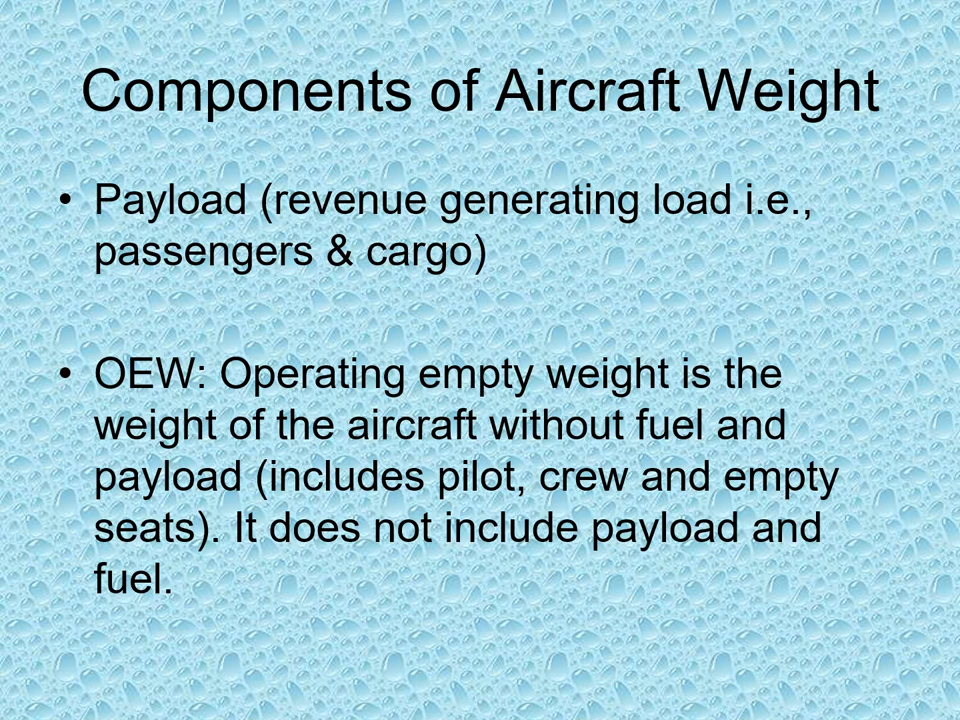 Components of Aircraft Weight
• Payload (revenue generating load i.e.,
passengers & cargo)
• OEW: Operating empty weight is the
weight of the aircraft without fuel and
payload (includes pilot, crew and empty
seats). It does not include payload and
fuel.